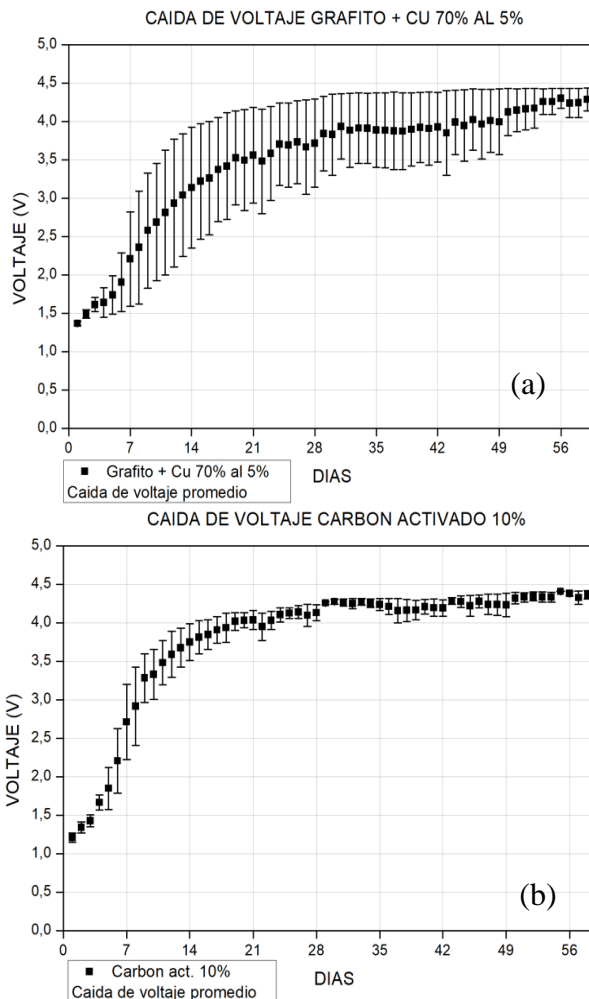 CAIDA DE VOLTAJE GRAFITO + CU 70% AL 5%
5,0
4,5
4,0
3,5
3,0
2,5
2,0
1,5
1,0
0,5
0,0
VOLTAJE (V)
(a)
0 7 14 21 28 35 42 49 56
DIAS
Grafito + Cu 70% al 5%
Caida de voltaje promedio
CAIDA DE VOLTAJE CARBON ACTIVADO 10%
5,0
4,5
4,0
3,5
3,0
2,5
2,0
1,5
1,0
0,5
0,0
VOLTAJE (V)
(b)
0 7 14 21 28 35 42 49 56
DIAS
Carbon act. 10%
Caida de voltaje promedio